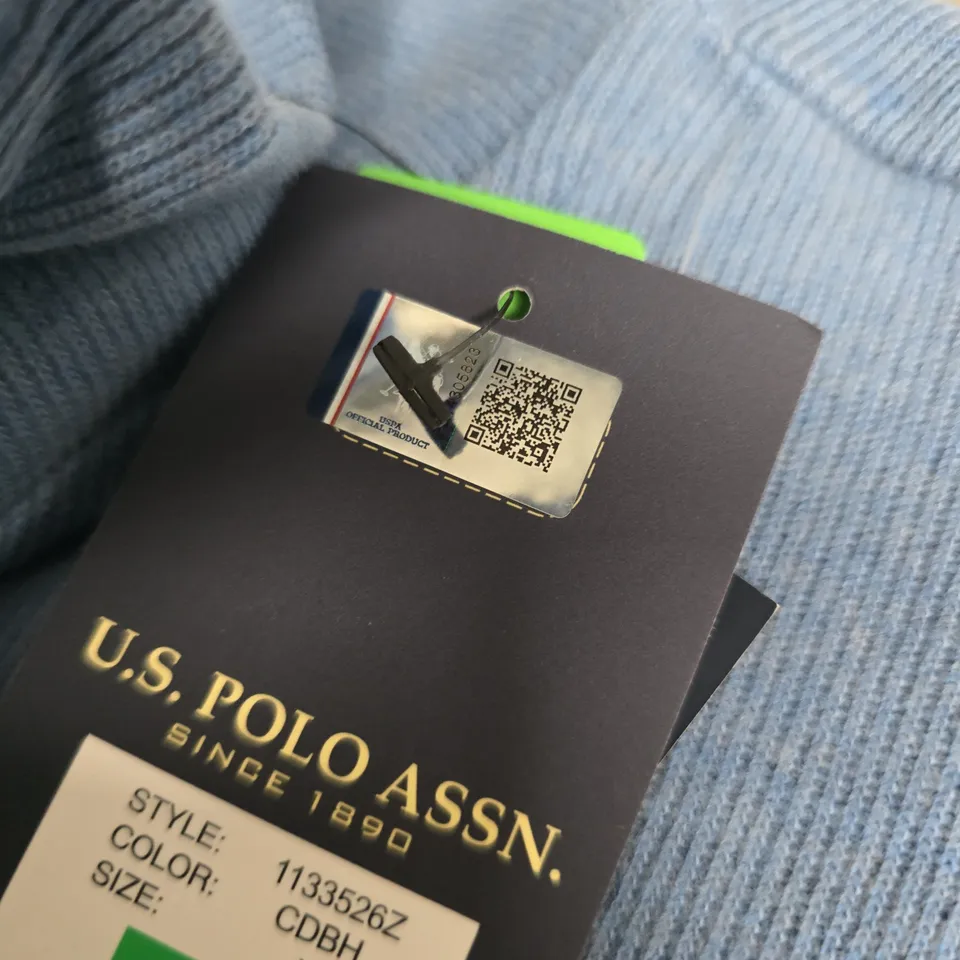 USPA
OFFICIAL PRODUCT
U.S. POLO ASSN.
SINCE 1890
STYLE: 1133526Z
COLOR: CDBH
SIZE: